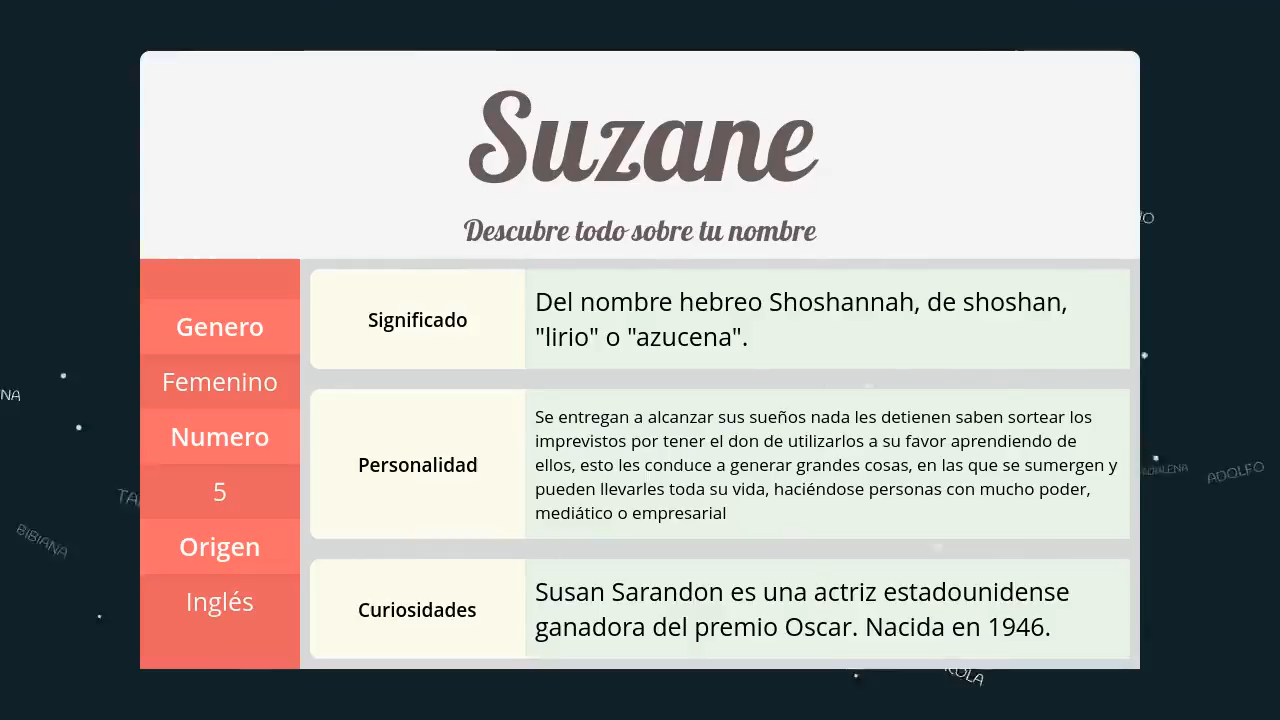 Suzane
Descubre todo sobre tu nombre
Genero
Femenino
Numero
5
Origen
Inglés
Significado
Del nombre hebreo Shoshannah, de shoshan,
"lirio" o "azucena".
Personalidad
Se entregan a alcanzar sus sueños nada les detienen saben sortear los
imprevistos por tener el don de utilizarlos a su favor aprendiendo de
ellos, esto les conduce a generar grandes cosas, en las que se sumergen y
pueden llevarles toda su vida, haciéndose personas con mucho poder,
mediático o empresarial
Curiosidades
Susan Sarandon es una actriz estadounidense
ganadora del premio Oscar. Nacida en 1946.
NA
BIBIANA
ADOLFO